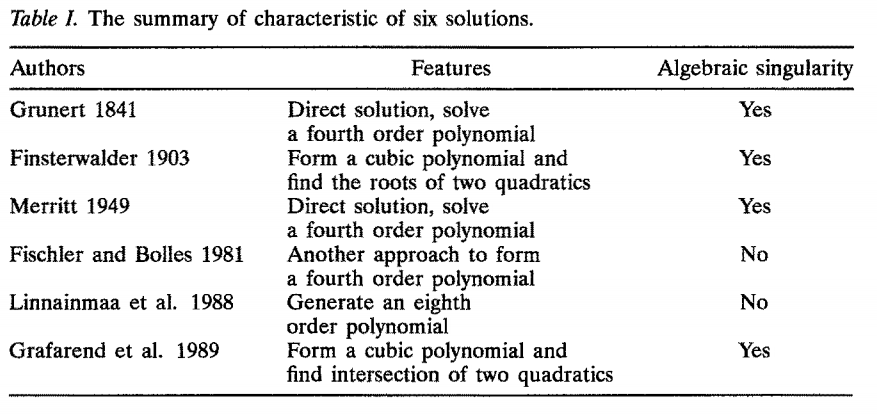 Table I. The summary of characteristic of six solutions.
Authors Features Algebraic singularity
Grunert 1841 Direct solution, solve Yes
a fourth order polynomial
Finsterwalder 1903 Form a cubic polynomial and Yes
find the roots of two quadratics
Merritt 1949 Direct solution, solve Yes
a fourth order polynomial
Fischler and Bolles 1981 Another approach to form No
a fourth order polynomial
Linnainmaa et al. 1988 Generate an eighth No
order polynomial
Grafarend et al. 1989 Form a cubic polynomial and Yes
find intersection of two quadratics